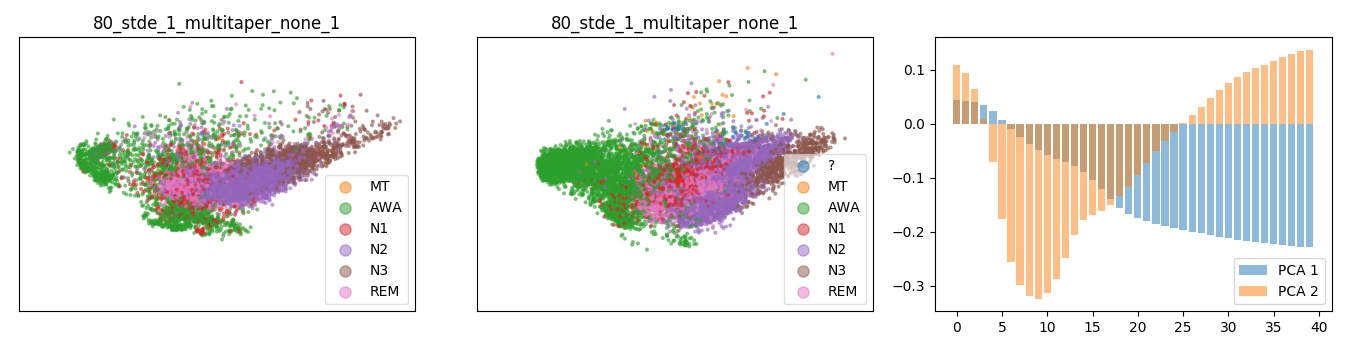 80_stde_1_multitaper_none_1
MT
AWA
N1
N2
N3
REM
80_stde_1_multitaper_none_1
?
MT
AWA
N1
N2
N3
REM
0.1
0.0
−0.1
−0.2
−0.3
0 5 10 15 20 25 30 35 40
PCA 1
PCA 2